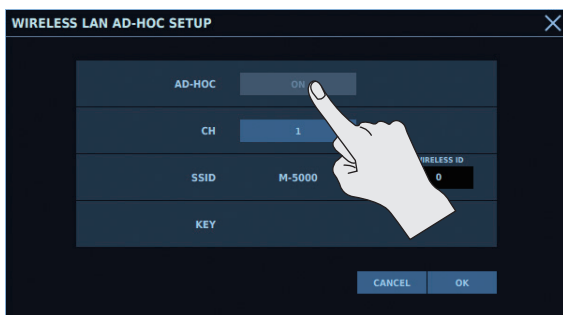 WIRELESS LAN AD-HOC SETUP
AD-HOC ON
CH 1
WIRELESS ID
SSID M-5000 0
KEY
CANCEL OK